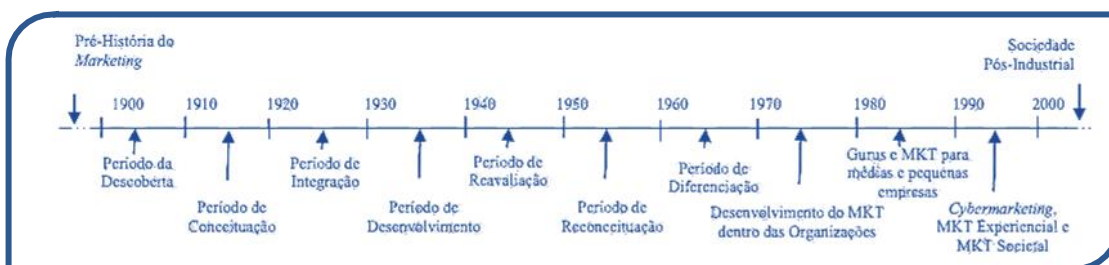 Pré-História do
Marketing
Sociedade
Pós-Industrial
1900 1910 1920 1930 1940 1950 1960 1970 1980 1990 2000
Período da
Descoberta
Período de
Conceituação
Período de
Integração
Período de
Desenvolvimento
Período de
Reavaliação
Período de
Reconceituação
Período de
Diferenciação
Desenvolvimento do MKT
dentro das Organizações
Gurus e MKT para
médias e pequenas
empresas
Cybermarketing,
MKT Experiencial e
MKT Societal